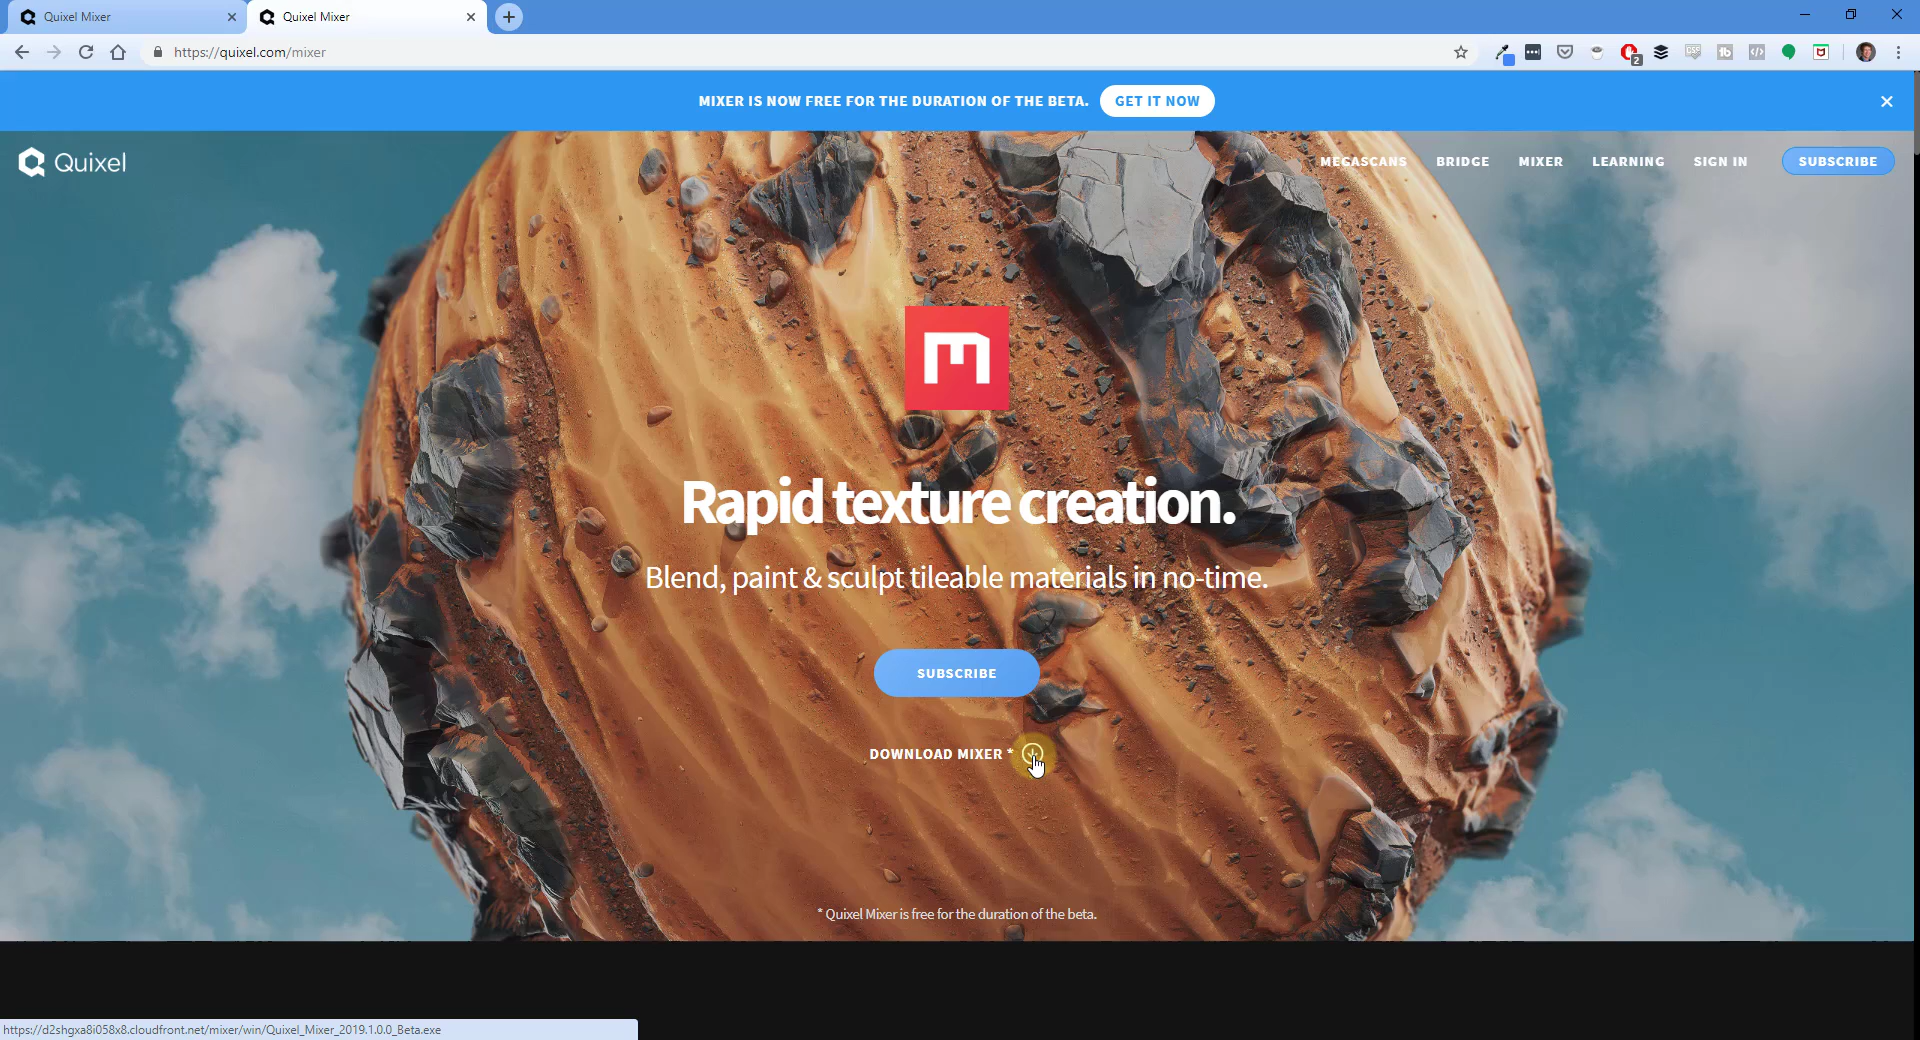 Quixel Mixer
Quixel Mixer
https://quixel.com/mixer
2
MIXER IS NOW FREE FOR THE DURATION OF THE BETA. GET IT NOW
Quixel
MEGASCANS BRIDGE MIXER LEARNING SIGN IN SUBSCRIBE
Rapid texture creation.
Blend, paint & sculpt tileable materials in no-time.
SUBSCRIBE
DOWNLOAD MIXER *
* Quixel Mixer is free for the duration of the beta.
https://d2shgxa8i058x8.cloudfront.net/mixer/win/Quixel_Mixer_2019.1.0.0_Beta.exe